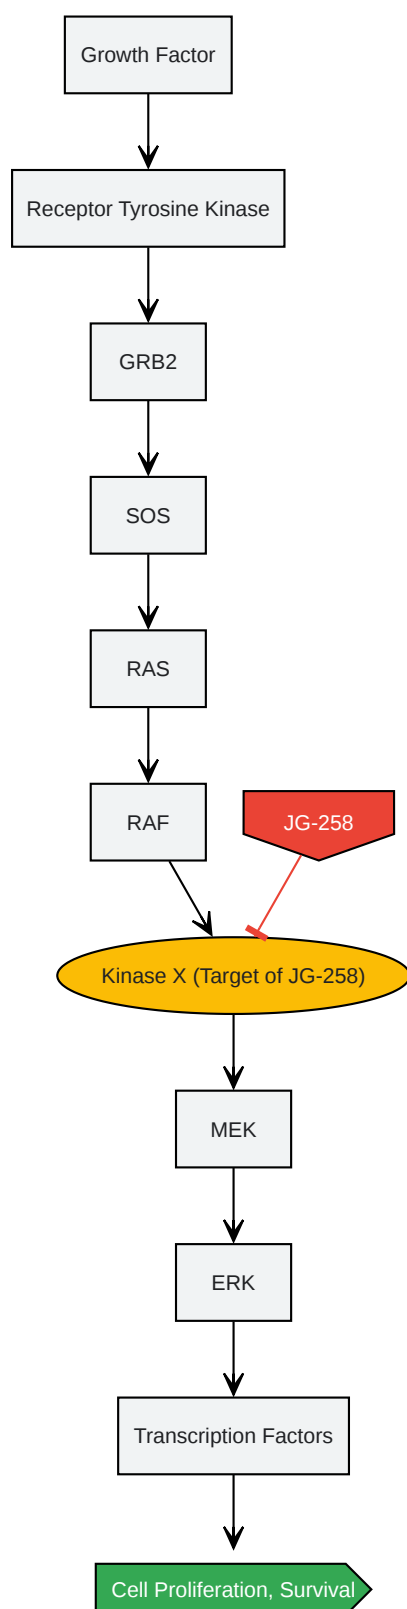 Growth Factor
Receptor Tyrosine Kinase
GRB2
SOS
RAS
RAF
JG-258
Kinase X (Target of JG-258)
MEK
ERK
Transcription Factors
Cell Proliferation, Survival